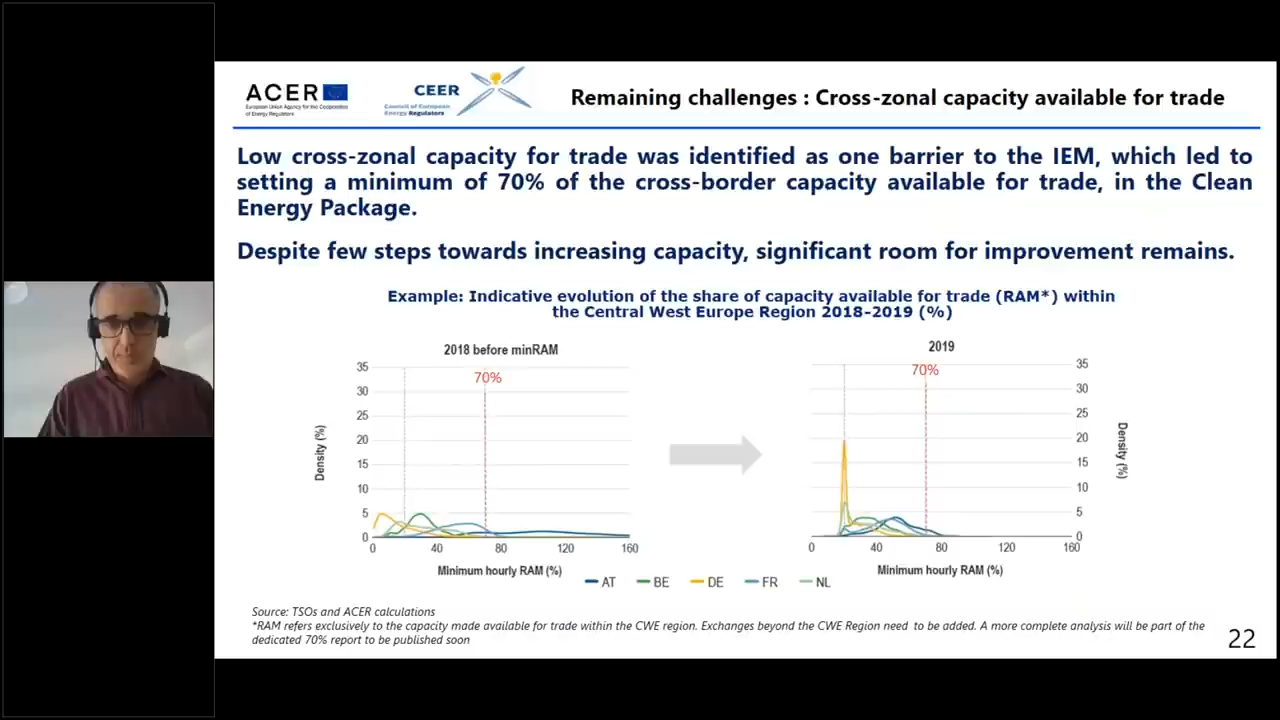 ACER
European Union Agency for the Cooperation
of Energy Regulators
CEER
Council of European
Energy Regulators
Remaining challenges : Cross-zonal capacity available for trade
Low cross-zonal capacity for trade was identified as one barrier to the IEM, which led to
setting a minimum of 70% of the cross-border capacity available for trade, in the Clean
Energy Package.
Despite few steps towards increasing capacity, significant room for improvement remains.
Example: Indicative evolution of the share of capacity available for trade (RAM*) within
the Central West Europe Region 2018-2019 (%)
2018 before minRAM
35
30
25
20
15
10
5
0
Density (%)
70%
0 40 80 120 160
Minimum hourly RAM (%)
2019
70%
35
30
25
20
15
10
5
0
Density (%)
0 40 80 120 160
Minimum hourly RAM (%)
AT BE DE FR NL
Source: TSOs and ACER calculations
*RAM refers exclusively to the capacity made available for trade within the CWE region. Exchanges beyond the CWE Region need to be added. A more complete analysis will be part of the
dedicated 70% report to be published soon
22